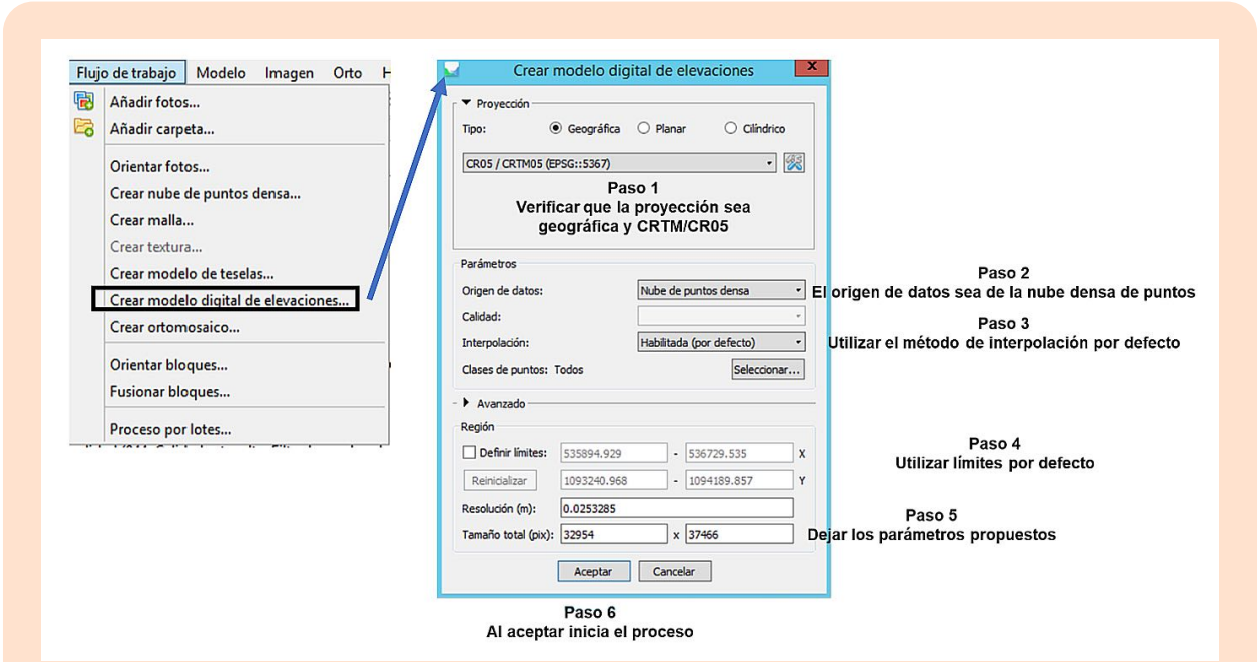 Flujo de trabajo Modelo Imagen Orto
Añadir fotos...
Añadir carpeta...
Orientar fotos...
Crear nube de puntos densa...
Crear malla...
Crear textura...
Crear modelo de teselas...
Crear modelo digital de elevaciones...
Crear ortomosaico...
Orientar bloques...
Fusionar bloques...
Proceso por lotes...
Crear modelo digital de elevaciones
x
Proyección
Tipo: Geográfica Planar Cilíndrico
CR05 / CRTM05 (EPSG::5367)
Paso 1
Verificar que la proyección sea
geográfica y CRTM/CR05
Parámetros
Origen de datos: Nube de puntos densa
Calidad:
Interpolación: Habilitada (por defecto)
Clases de puntos: Todos Seleccionar...
Paso 2
El origen de datos sea de la nube densa de puntos
Paso 3
Utilizar el método de interpolación por defecto
Avanzado
Región
Definir límites: 535894.929 - 536729.535 X
Reinicializar 1093240.968 - 1094189.857 Y
Resolución (m): 0.0253285
Tamaño total (pix): 32954 x 37466
Paso 4
Utilizar límites por defecto
Paso 5
Dejar los parámetros propuestos
Aceptar Cancelar
Paso 6
Al aceptar inicia el proceso